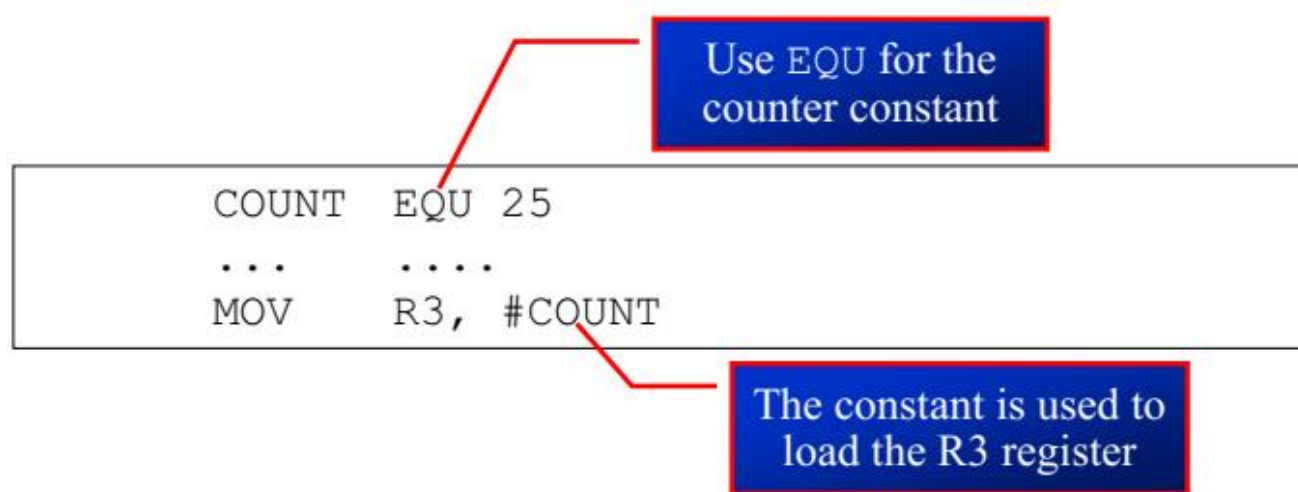 Use EQU for the
counter constant
COUNT EQU 25
... ....
MOV R3, #COUNT
The constant is used to
load the R3 register